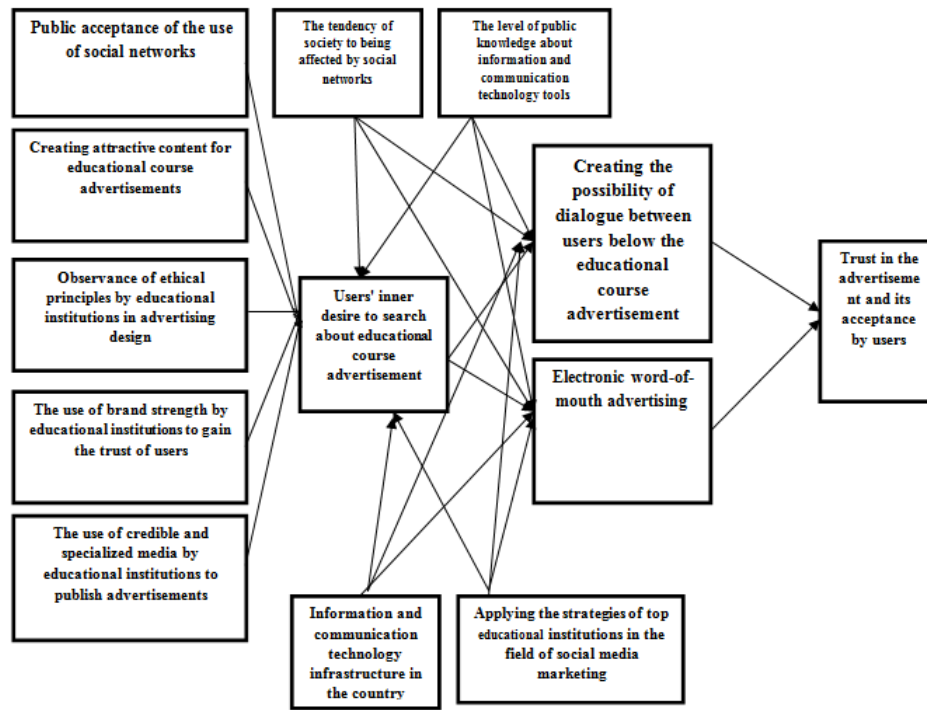 Public acceptance of the use
of social networks
The tendency of
society to being
affected by social
networks
The level of public
knowledge about
information and
communication
technology tools
Creating attractive content for
educational course
advertisements
Creating the
possibility of
dialogue between
users below the
educational
course
advertisement
Trust in the
advertiseme
nt and its
acceptance
by users
Observance of ethical
principles by educational
institutions in advertising
design
Users' inner
desire to search
about educational
course
advertisement
Electronic word-of-
mouth advertising
The use of brand strength by
educational institutions to gain
the trust of users
The use of credible and
specialized media by
educational institutions to
publish advertisements
Information and
communication
technology
infrastructure in
the country
Applying the strategies of top
educational institutions in the
field of social media
marketing